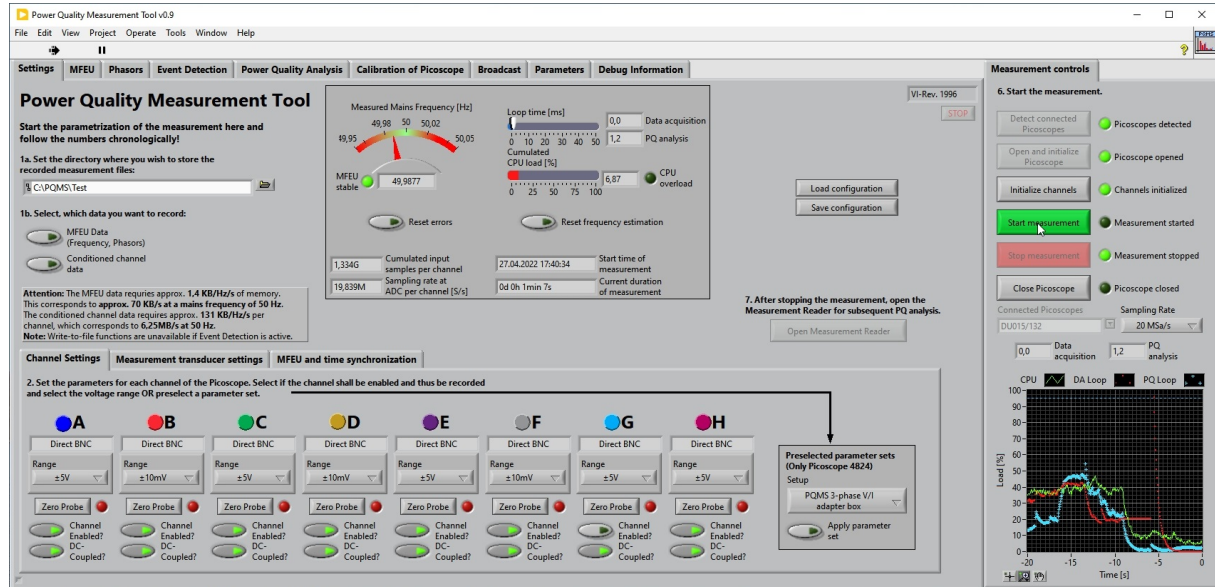 Power Quality Measurement Tool v0.9
File Edit View Project Operate Tools Window Help
Settings MFEU Phasors Event Detection Power Quality Analysis Calibration of Picoscope Broadcast Parameters Debug Information
Power Quality Measurement Tool
Start the parametrization of the measurement here and
follow the numbers chronologically!
1a. Set the directory where you wish to store the
recorded measurement files:
C:\PQMS\Test
1b. Select, which data you want to record:
MFEU Data
(Frequency, Phasors)
Conditioned channel
data
Attention: The MFEU data requries approx. 1,4 KB/Hz/s of memory.
This corresponds to approx. 70 KB/s at a mains frequency of 50 Hz.
The conditioned channel data requires approx. 131 KB/Hz/s per
channel, which corresponds to 6,25MB/s at 50 Hz.
Note: Write-to-file functions are unavailable if Event Detection is active.
Measured Mains Frequency [Hz]
49,95 49,98 50 50,02 50,05
MFEU
stable
49,9877
Loop time [ms]
0 10 20 30 40 50
0,0 Data acquisition
1,2 PQ analysis
Cumulated
CPU load [%]
0 25 50 75 100
6,87
CPU
overload
Reset errors
Reset frequency estimation
1,334G
Cumulated input
samples per channel
27.04.2022 17:40:34
Start time of
measurement
19,839M
Sampling rate at
ADC per channel [S/s]
0d 0h 1min 7s
Current duration
of measurement
VI-Rev. 1996
STOP
Load configuration
Save configuration
7. After stopping the measurement, open the
Measurement Reader for subsequent PQ analysis.
Open Measurement Reader
Channel Settings Measurement transducer settings MFEU and time synchronization
2. Set the parameters for each channel of the Picoscope. Select if the channel shall be enabled and thus be recorded
and select the voltage range OR preselect a parameter set.
A B C D E F G H
Direct BNC Direct BNC Direct BNC Direct BNC Direct BNC Direct BNC Direct BNC Direct BNC
Range Range Range Range Range Range Range Range
±5V ±10mV ±5V ±10mV ±5V ±10mV ±5V ±5V
Zero Probe Zero Probe Zero Probe Zero Probe Zero Probe Zero Probe Zero Probe Zero Probe
Channel Channel Channel Channel Channel Channel Channel Channel
Enabled? Enabled? Enabled? Enabled? Enabled? Enabled? Enabled? Enabled?
DC- DC- DC- DC- DC- DC- DC- DC-
Coupled? Coupled? Coupled? Coupled? Coupled? Coupled? Coupled? Coupled?
Preselected parameter sets
(Only Picoscope 4824)
Setup
PQMS 3-phase V/I
adapter box
Apply parameter
set
Measurement controls
6. Start the measurement.
Detect connected
Picoscopes
Picoscopes detected
Open and initialize
Picoscope
Picoscope opened
Initialize channels
Channels initialized
Start measurement
Measurement started
Stop measurement
Measurement stopped
Close Picoscope
Picoscope closed
Connected Picoscopes Sampling Rate
DU015/132 20 MSa/s
0,0
Data
acquisition
1,2
PQ
analysis
CPU DA Loop PQ Loop
100
90
80
70
60
50
40
30
20
10
0
Load [%]
-20 -15 -10 -5 0
Time [s]